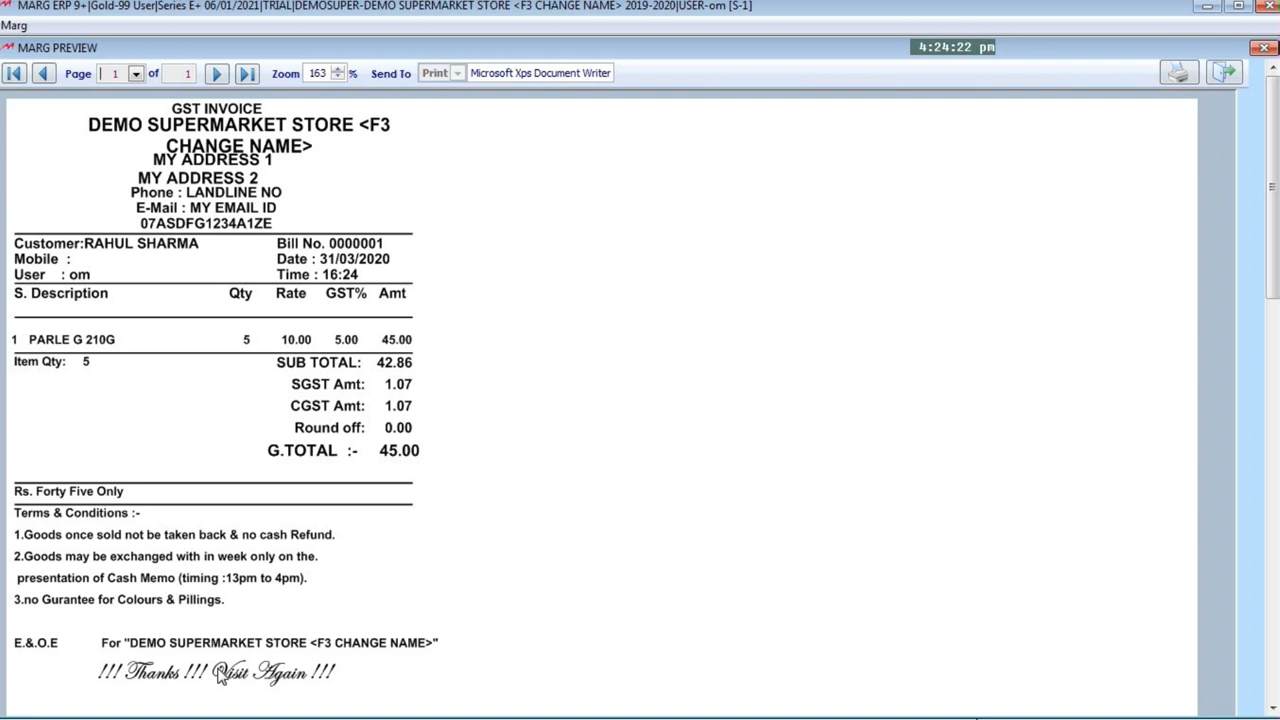 MARG ERP 9+|Gold-99 User|Series E+ 06/01/2021|TRIAL|DEMOSUPER-DEMO SUPERMARKET STORE <F3 CHANGE NAME> 2019-2020|USER-om [S-1]
Marg
MARG PREVIEW 4:24:22 pm
Page 1 of 1 Zoom 163 % Send To Print Microsoft Xps Document Writer
GST INVOICE
DEMO SUPERMARKET STORE <F3
CHANGE NAME>
MY ADDRESS 1
MY ADDRESS 2
Phone : LANDLINE NO
E-Mail : MY EMAIL ID
07ASDFG1234A1ZE
Customer:RAHUL SHARMA Bill No. 0000001
Mobile : Date : 31/03/2020
User : om Time : 16:24
S. Description Qty Rate GST% Amt
1 PARLE G 210G 5 10.00 5.00 45.00
Item Qty: 5 SUB TOTAL: 42.86
SGST Amt: 1.07
CGST Amt: 1.07
Round off: 0.00
G.TOTAL :- 45.00
Rs. Forty Five Only
Terms & Conditions :-
1.Goods once sold not be taken back & no cash Refund.
2.Goods may be exchanged with in week only on the.
presentation of Cash Memo (timing :13pm to 4pm).
3.no Gurantee for Colours & Pillings.
E.&.O.E For "DEMO SUPERMARKET STORE <F3 CHANGE NAME>"
!!! Thanks !!! Visit Again !!!